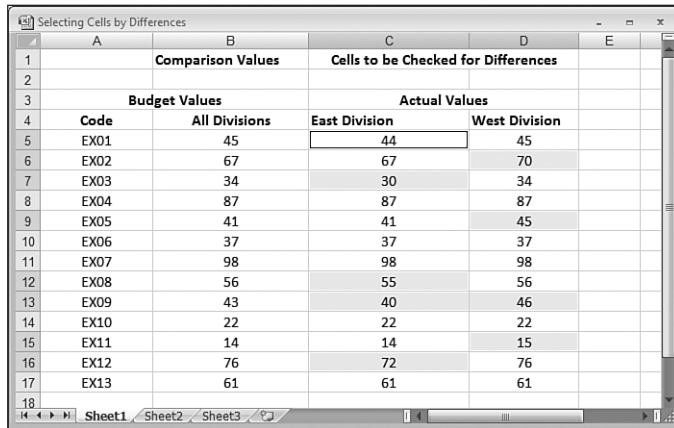 Selecting Cells by Differences
A B C D E
1 Comparison Values Cells to be Checked for Differences
2
3 Budget Values Actual Values
4 Code All Divisions East Division West Division
5 EX01 45 44 45
6 EX02 67 67 70
7 EX03 34 30 34
8 EX04 87 87 87
9 EX05 41 41 45
10 EX06 37 37 37
11 EX07 98 98 98
12 EX08 56 55 56
13 EX09 43 40 46
14 EX10 22 22 22
15 EX11 14 14 15
16 EX12 76 72 76
17 EX13 61 61 61
18
Sheet1 Sheet2 Sheet3